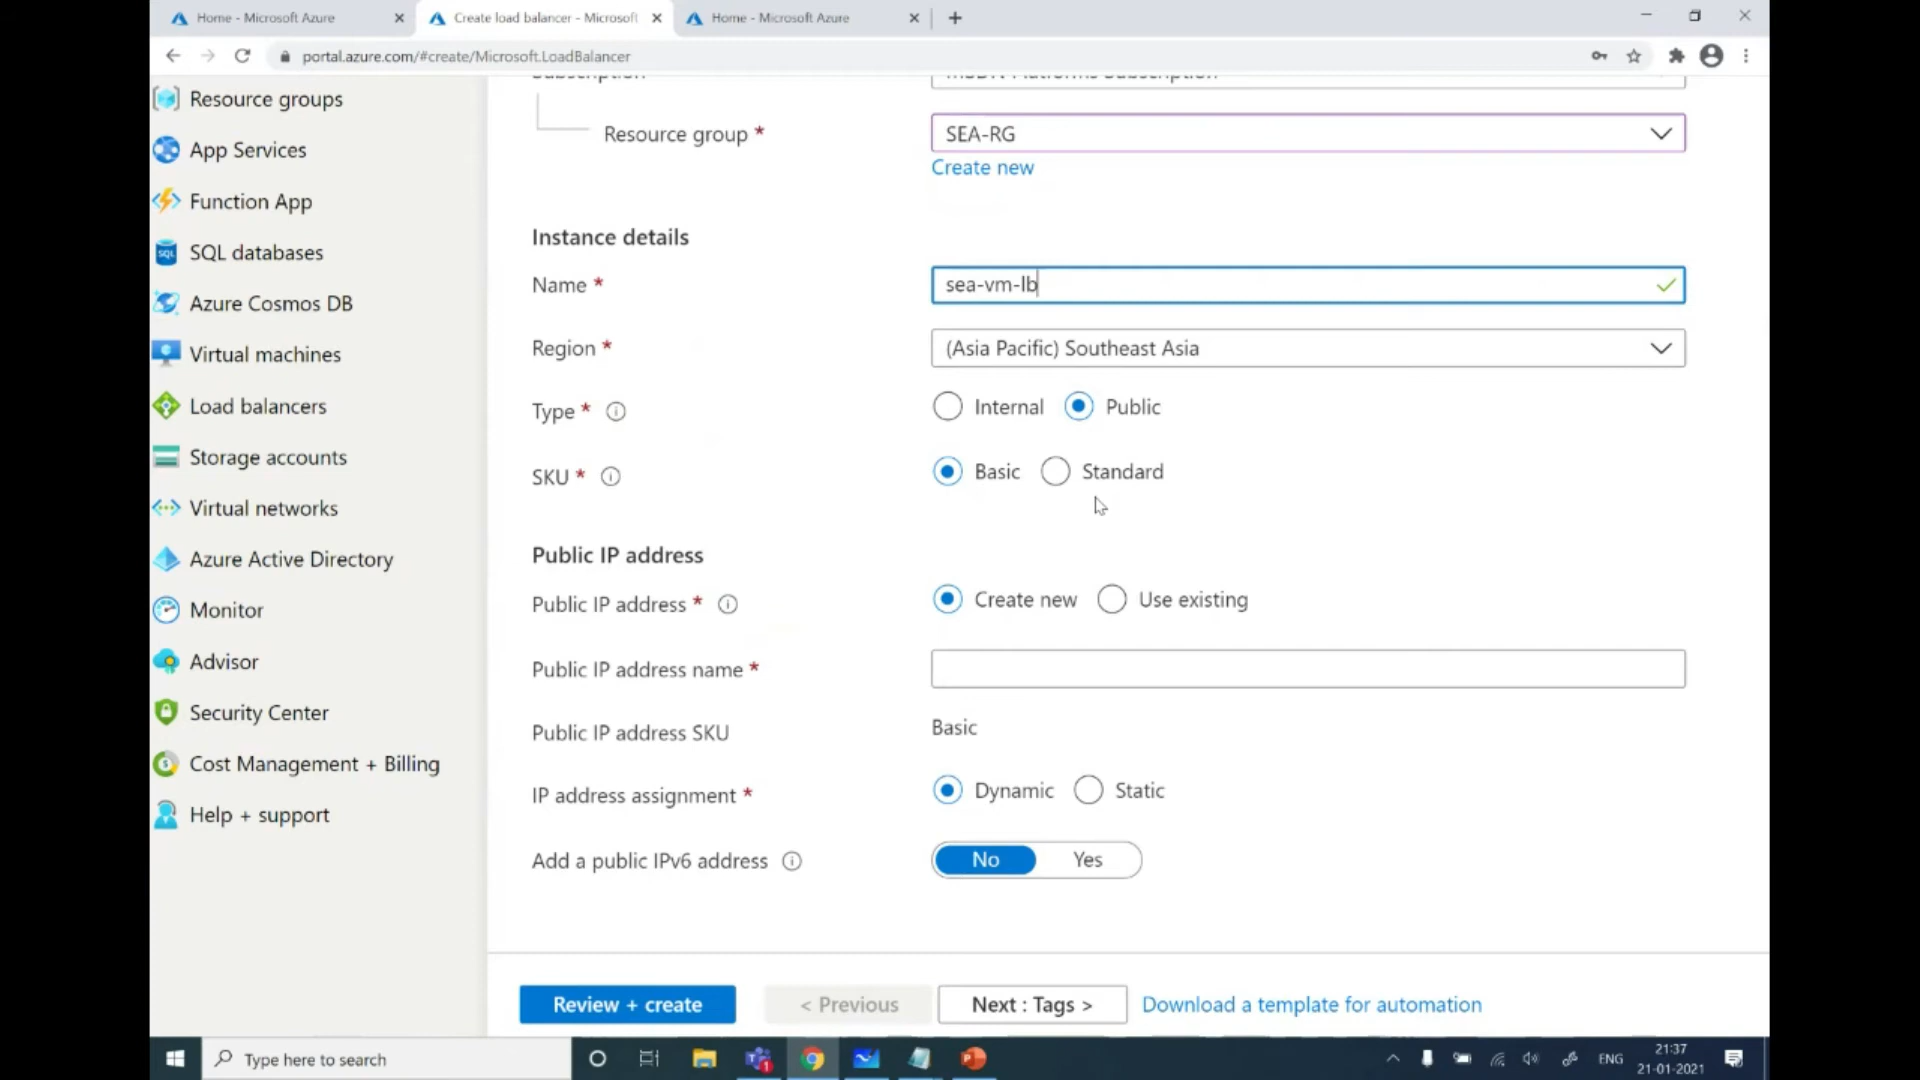 Home - Microsoft Azure
Create load balancer - Microsoft
Home - Microsoft Azure
portal.azure.com/#create/Microsoft.LoadBalancer
Resource groups
App Services
Function App
SQL databases
Azure Cosmos DB
Virtual machines
Load balancers
Storage accounts
Virtual networks
Azure Active Directory
Monitor
Advisor
Security Center
Cost Management + Billing
Help + support
Subscription
MSDN Platforms Subscription
Resource group *
SEA-RG
Create new
Instance details
Name *
sea-vm-lb
Region *
(Asia Pacific) Southeast Asia
Type *
Internal
Public
SKU *
Basic
Standard
Public IP address
Public IP address *
Create new
Use existing
Public IP address name *
Public IP address SKU
Basic
IP address assignment *
Dynamic
Static
Add a public IPv6 address
No
Yes
Review + create
< Previous
Next : Tags >
Download a template for automation
Type here to search
ENG
21:37
21-01-2021